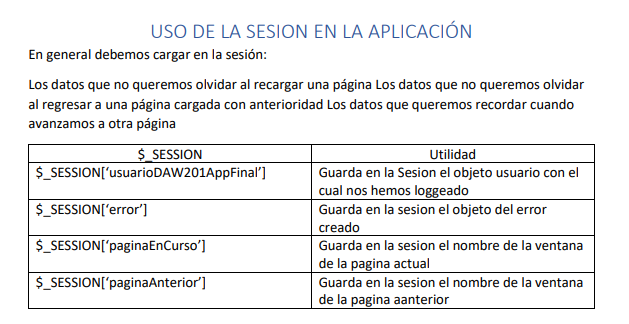 USO DE LA SESION EN LA APLICACIÓN
En general debemos cargar en la sesión:
Los datos que no queremos olvidar al recargar una página Los datos que no queremos olvidar
al regresar a una página cargada con anterioridad Los datos que queremos recordar cuando
avanzamos a otra página
$_SESSION
Utilidad
$_SESSION[‘usuarioDAW201AppFinal’]
Guarda en la Sesion el objeto usuario con el
cual nos hemos loggeado
$_SESSION[‘error’]
Guarda en la sesion el objeto del error
creado
$_SESSION[‘paginaEnCurso’]
Guarda en la sesion el nombre de la ventana
de la pagina actual
$_SESSION[‘paginaAnterior’]
Guarda en la sesion el nombre de la ventana
de la pagina aanterior